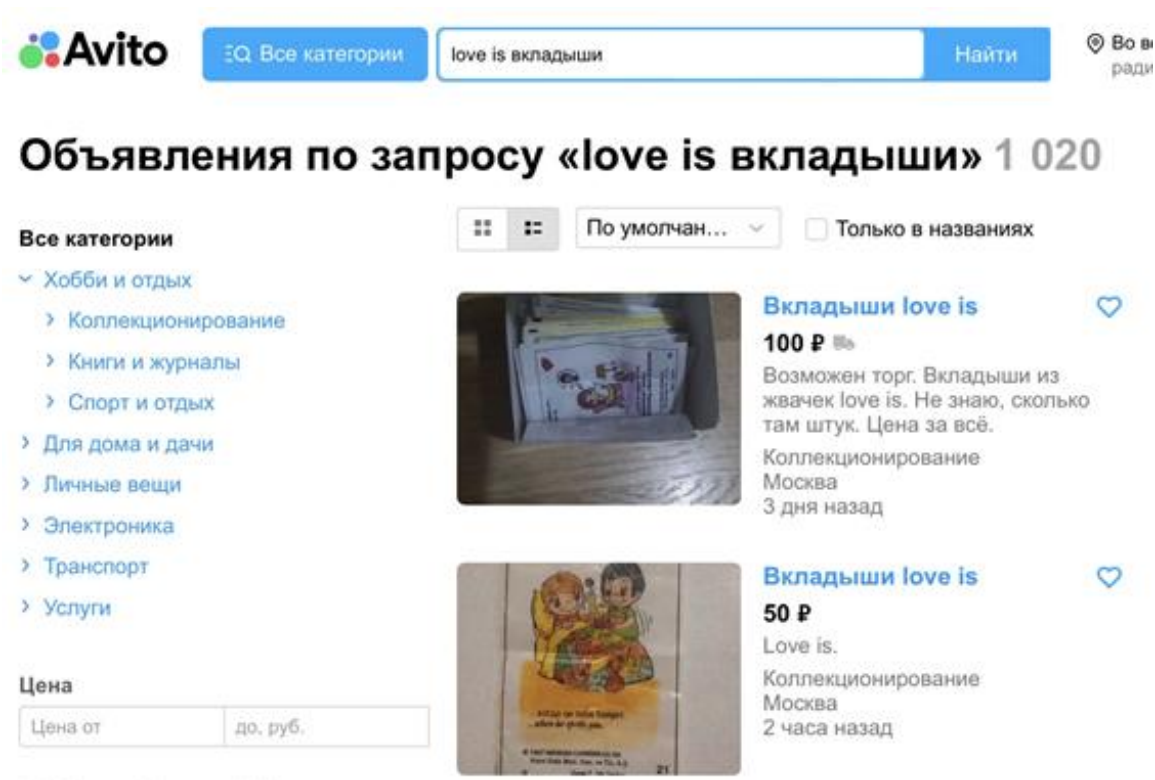 Avito
Все категории
love is вкладыши
Найти
Во
Объявления по запросу «love is вкладыши» 1 020
Все категории
Хобби и отдых
Коллекционирование
Книги и журналы
Спорт и отдых
Для дома и дачи
Личные вещи
Электроника
Транспорт
Услуги
Цена
Цена от
до, руб.
По умолчан...
Только в названиях
Вкладыши love is
100 ₽
Возможен торг. Вкладыши из
жвачек love is. Не знаю, сколько
там штук. Цена за всё.
Коллекционирование
Москва
3 дня назад
Вкладыши love is
50 ₽
Love is.
Коллекционирование
Москва
2 часа назад
21